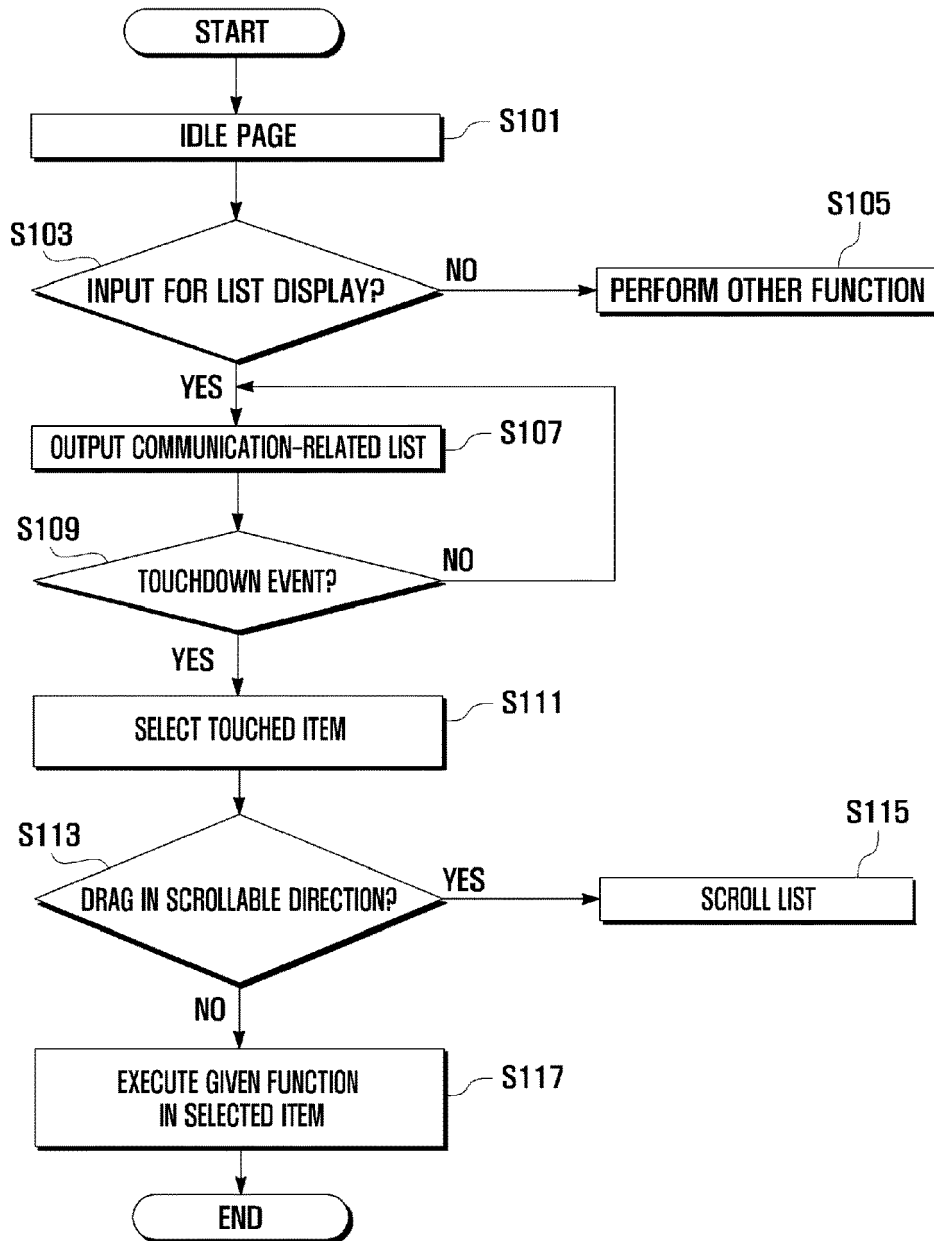 START
IDLE PAGE
S101
S103
INPUT FOR LIST DISPLAY?
NO
S105
PERFORM OTHER FUNCTION
YES
OUTPUT COMMUNICATION-RELATED LIST
S107
S109
TOUCHDOWN EVENT?
NO
YES
SELECT TOUCHED ITEM
S111
S113
DRAG IN SCROLLABLE DIRECTION?
YES
S115
SCROLL LIST
NO
EXECUTE GIVEN FUNCTION
IN SELECTED ITEM
S117
END